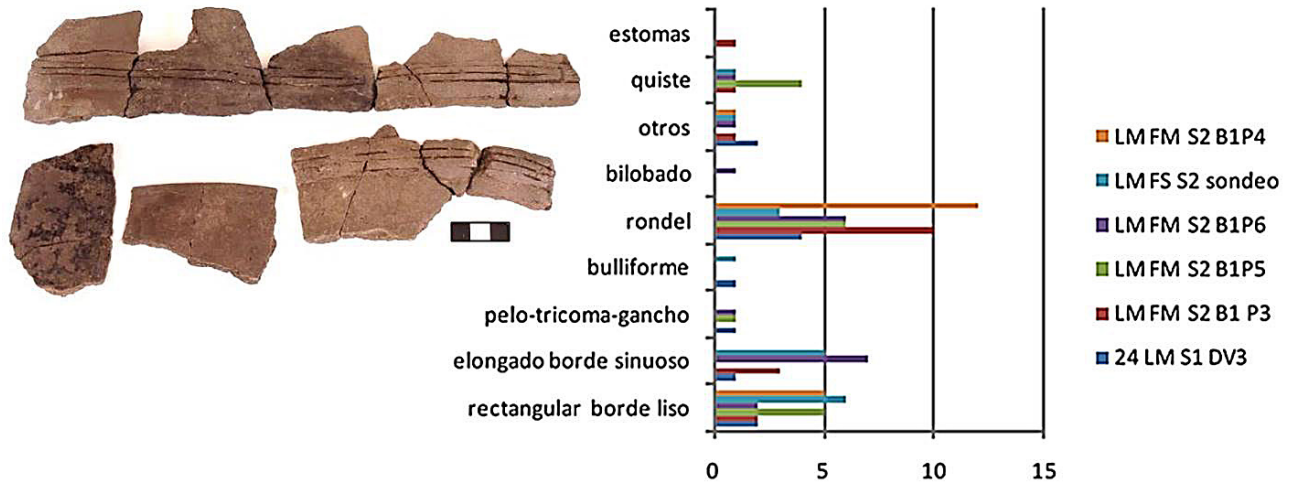 estomas
quiste
otros
bilobado
rondel
bulliforme
pelo-tricoma-gancho
elongado borde sinuoso
rectangular borde liso
0 5 10 15
LM FM S2 B1P4
LM FS S2 sondeo
LM FM S2 B1P6
LM FM S2 B1P5
LM FM S2 B1 P3
24 LM S1 DV3